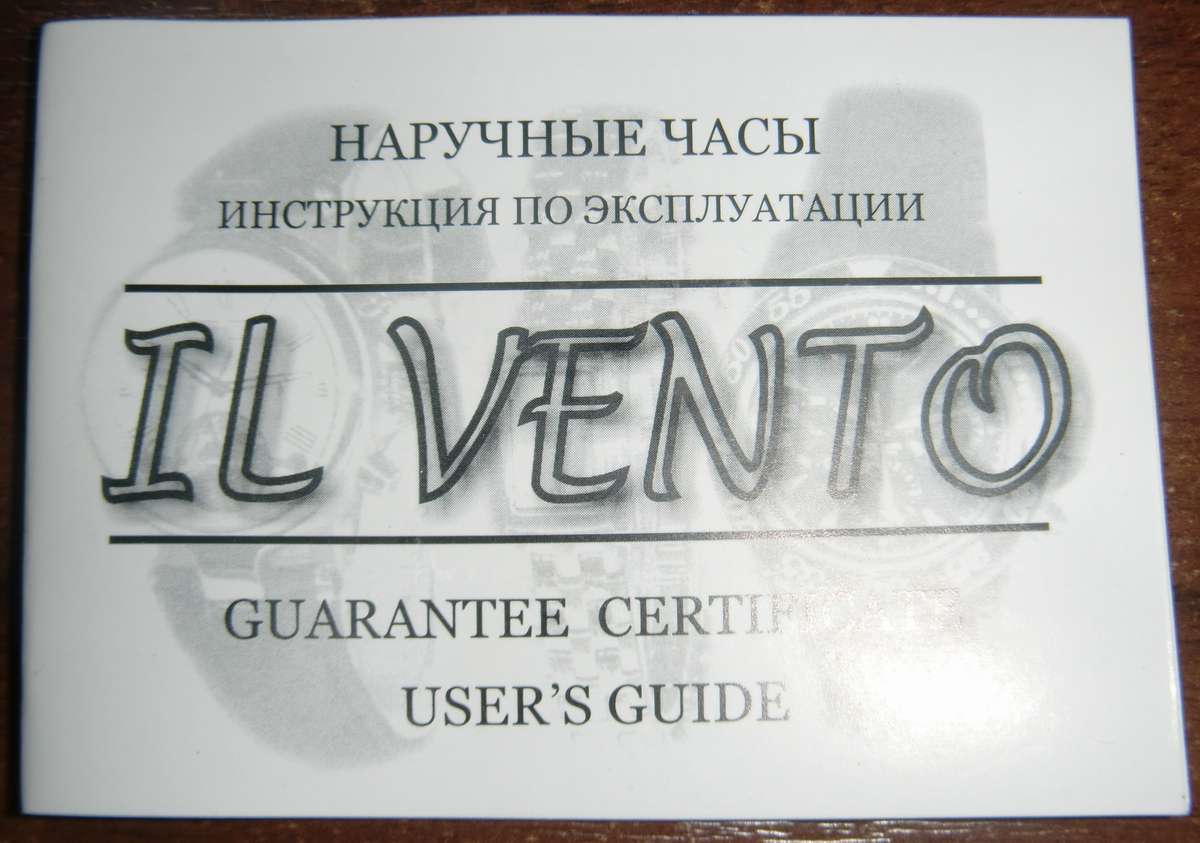 НАРУЧНЫЕ ЧАСЫ
ИНСТРУКЦИЯ ПО ЭКСПЛУАТАЦИИ
IL VENTO
GUARANTEE CERTIFICATE
USER'S GUIDE